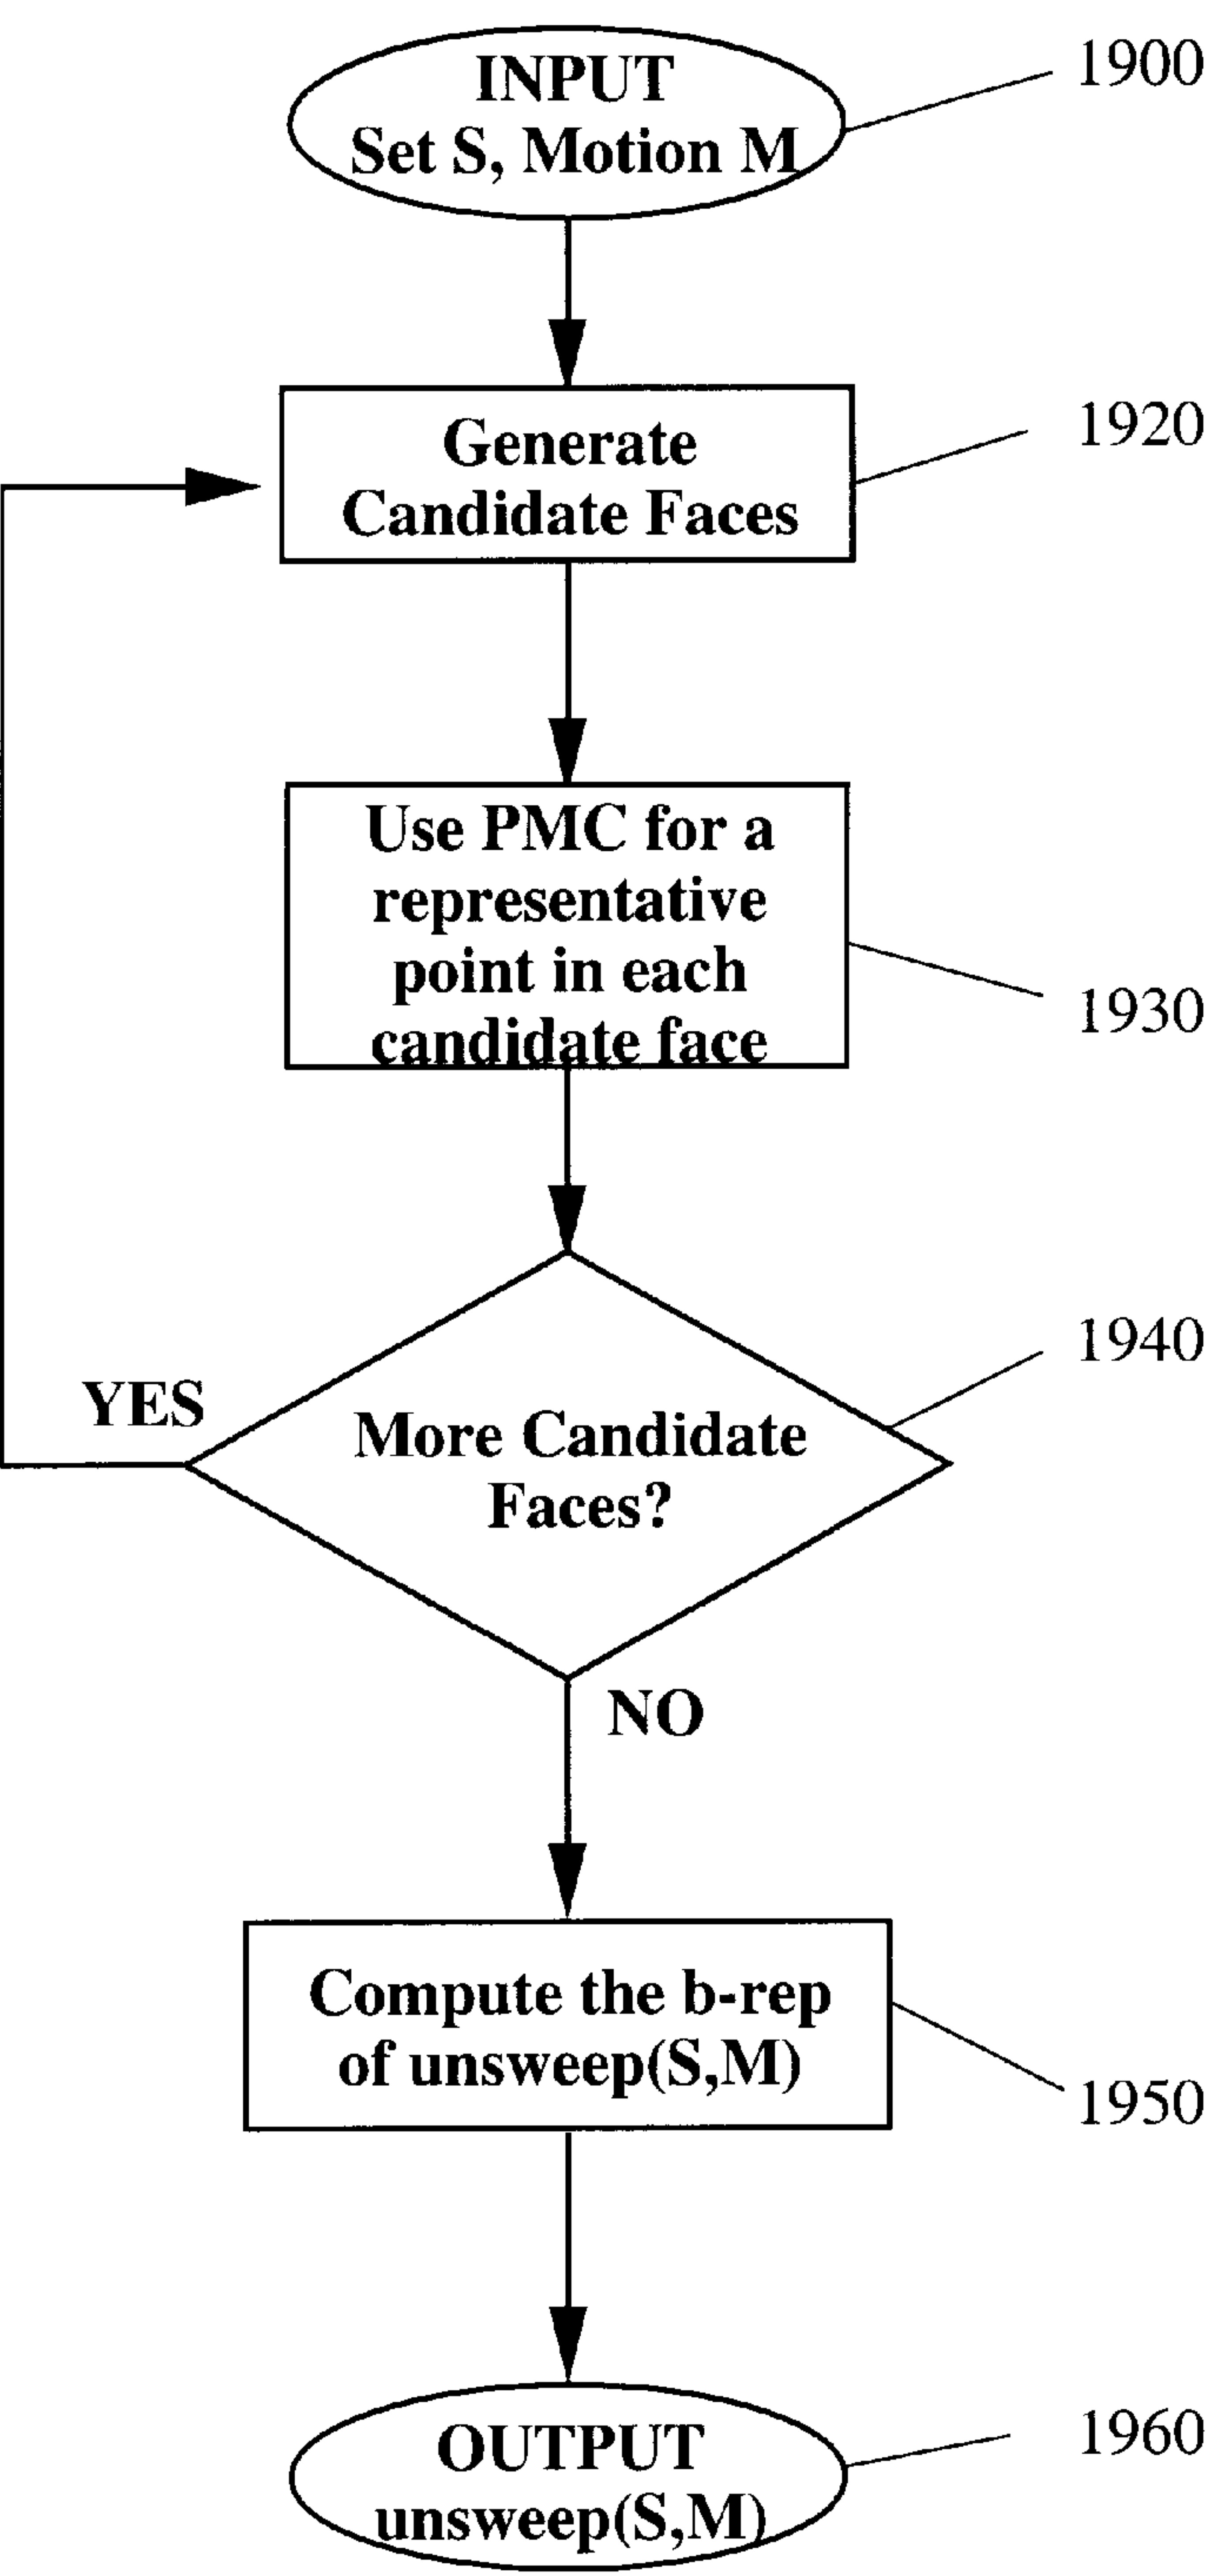 INPUT
Set S, Motion M
1900
Generate
Candidate Faces
1920
Use PMC for a
representative
point in each
candidate face
1930
More Candidate
Faces?
1940
YES
NO
Compute the b-rep
of unsweep(S,M)
1950
OUTPUT
unsweep(S,M)
1960